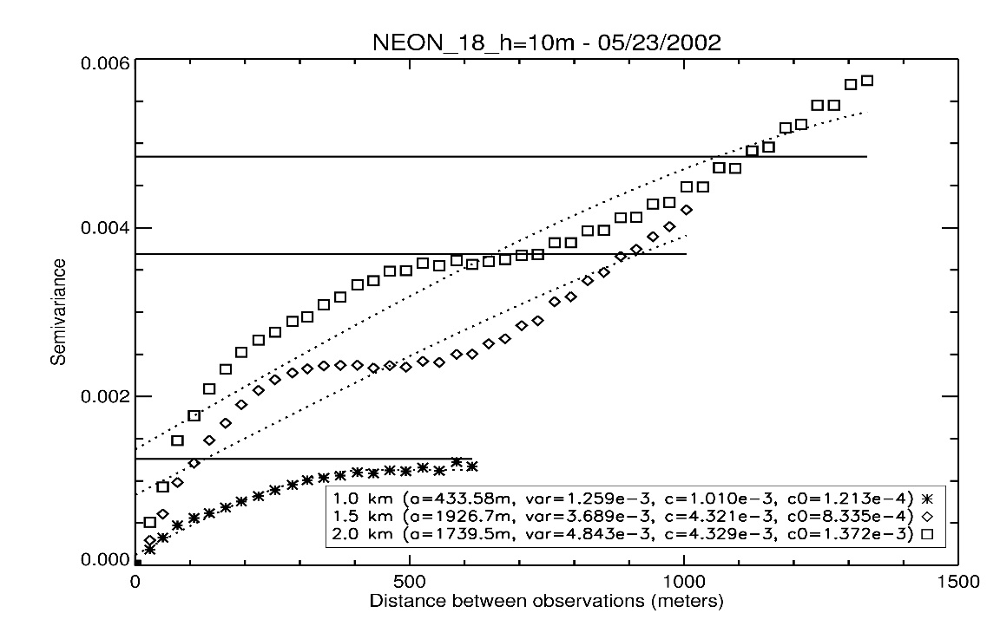 NEON_18_h=10m - 05/23/2002
0.006
0.004
0.002
0.000
Semivariance
1.0 km (a=433.58m, var=1.259e-3, c=1.010e-3, c0=1.213e-4)
1.5 km (a=1926.7m, var=3.689e-3, c=4.321e-3, c0=8.335e-4)
2.0 km (a=1739.5m, var=4.843e-3, c=4.329e-3, c0=1.372e-3)
0 500 1000 1500
Distance between observations (meters)